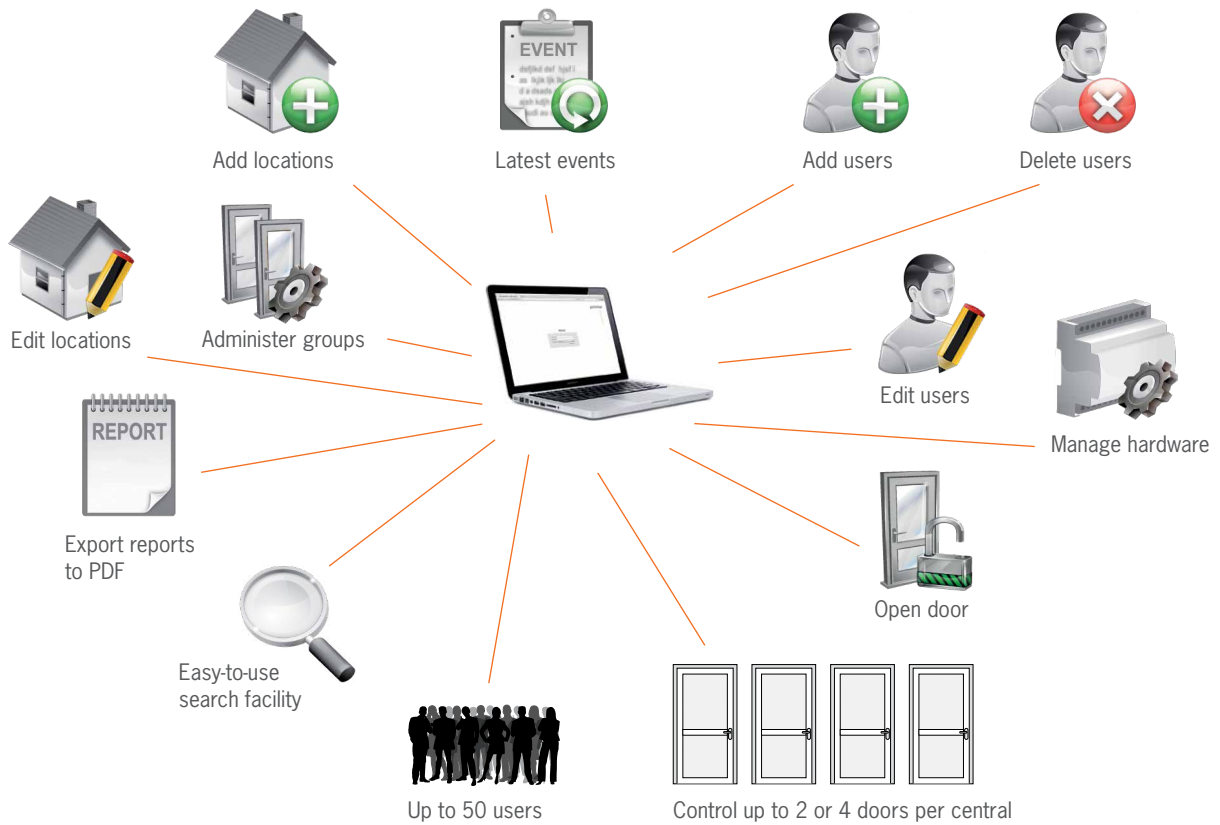 EVENT
Add locations
Latest events
Add users
Delete users
Edit locations
Administer groups
Edit users
Manage hardware
REPORT
Export reports
to PDF
Open door
Easy-to-use
search facility
Up to 50 users
Control up to 2 or 4 doors per central